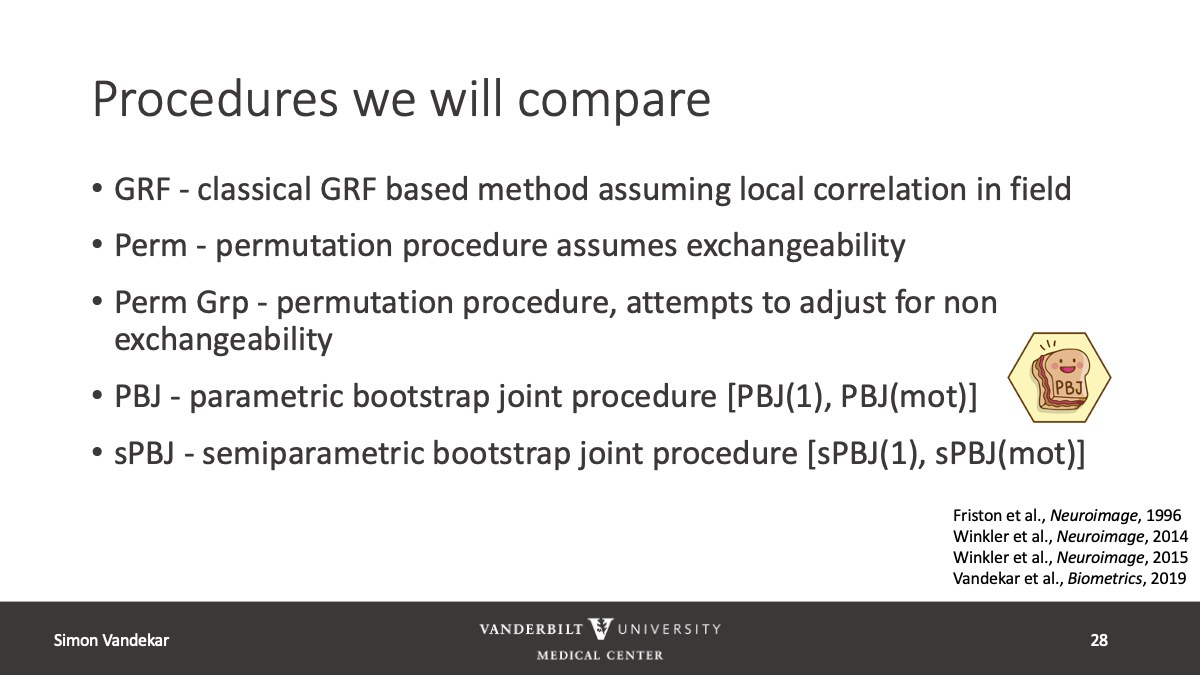 Procedures we will compare
• GRF - classical GRF based method assuming local correlation in field
• Perm - permutation procedure assumes exchangeability
• Perm Grp - permutation procedure, attempts to adjust for non
exchangeability
• PBJ - parametric bootstrap joint procedure [PBJ(1), PBJ(mot)]
PBJ
• sPBJ - semiparametric bootstrap joint procedure [sPBJ(1), sPBJ(mot)]
Friston et al., Neuroimage, 1996
Winkler et al., Neuroimage, 2014
Winkler et al., Neuroimage, 2015
Vandekar et al., Biometrics, 2019
Simon Vandekar
VANDERBILT UNIVERSITY
MEDICAL CENTER
28